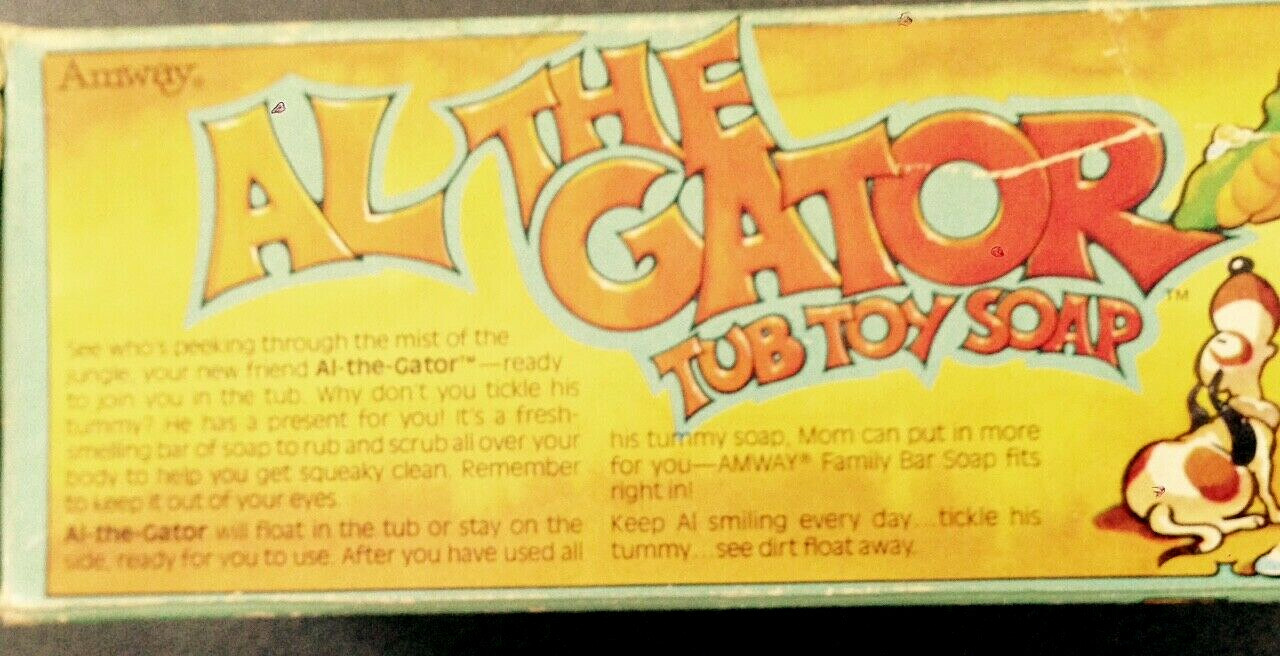 Amway®
AL THE
GATOR™
TUB TOY SOAP
See who's peeking through the mist of the
jungle, your new friend Al-the-Gator™—ready
to join you in the tub. Why don't you tickle his
tummy? He has a present for you! It's a fresh-
smelling bar of soap to rub and scrub all over your
body to help you get squeaky clean. Remember
to keep it out of your eyes.
Al-the-Gator will float in the tub or stay on the
side, ready for you to use. After you have used all
his tummy soap, Mom can put in more
for you—AMWAY® Family Bar Soap fits
right in!
Keep Al smiling every day...tickle his
tummy...see dirt float away.